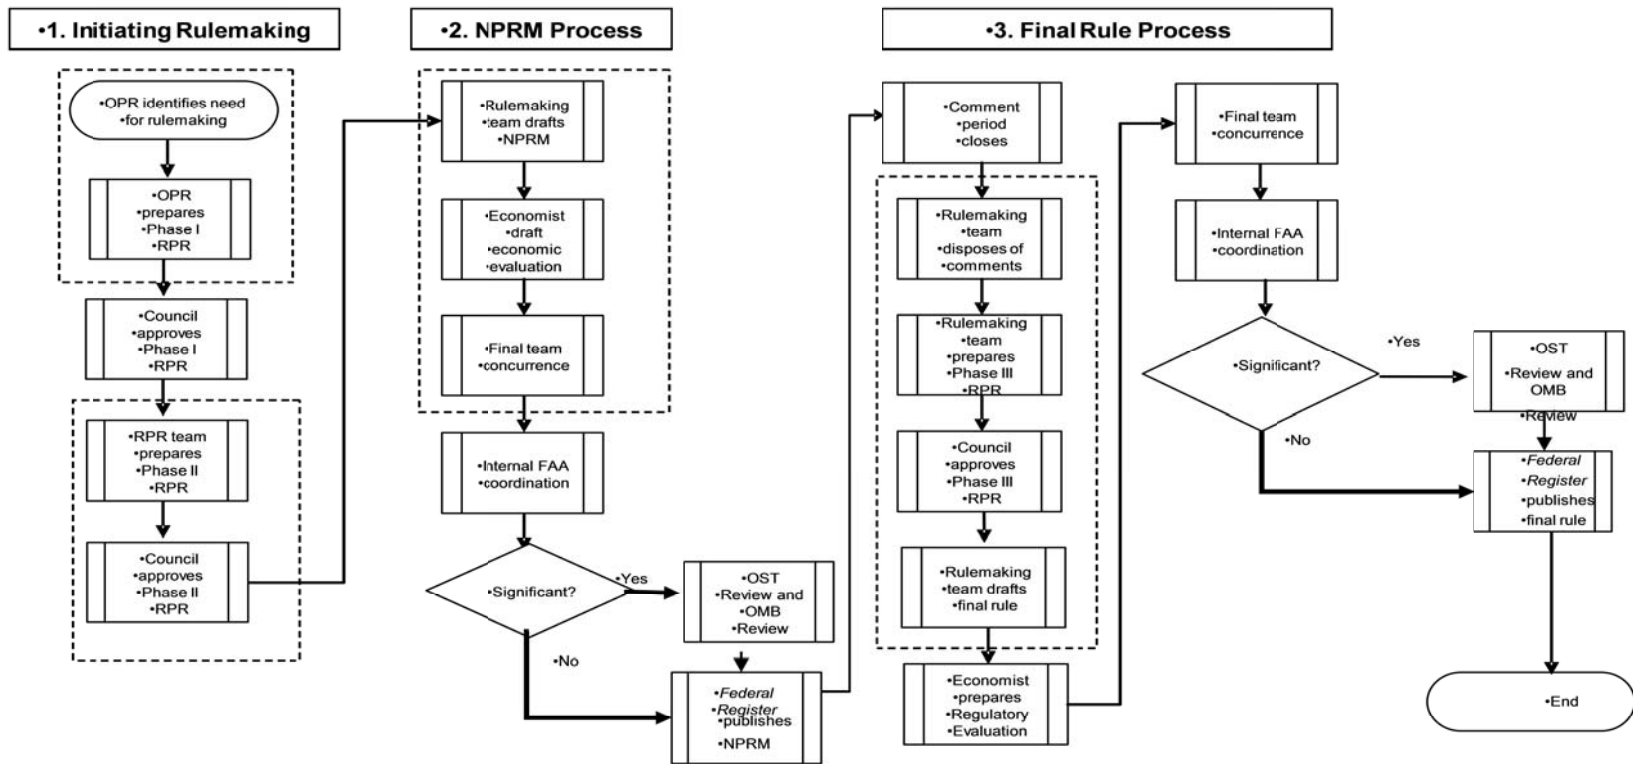 •1. Initiating Rulemaking
•OPR identifies need
•for rulemaking
•OPR
•prepares
•Phase I
•RPR
•Council
•approves
•Phase I
•RPR
•RPR team
•prepares
•Phase II
•RPR
•Council
•approves
•Phase II
•RPR
•2. NPRM Process
•Rulemaking
•team drafts
•NPRM
•Economist
•draft
•economic
•evaluation
•Final team
•concurrence
•Internal FAA
•coordination
•Significant?
•Yes
•No
•OST
•Review and
•OMB
•Review
•Federal
•Register
•publishes
•NPRM
•3. Final Rule Process
•Comment
•period
•closes
•Rulemaking
•team
•disposes of
•comments
•Rulemaking
•team
•prepares
•Phase III
•RPR
•Council
•approves
•Phase III
•RPR
•Rulemaking
•team drafts
•final rule
•Economist
•prepares
•Regulatory
•Evaluation
•Final team
•concurrence
•Internal FAA
•coordination
•Significant?
•Yes
•No
•OST
•Review and
•OMB
•Review
•Federal
•Register
•publishes
•final rule
•End